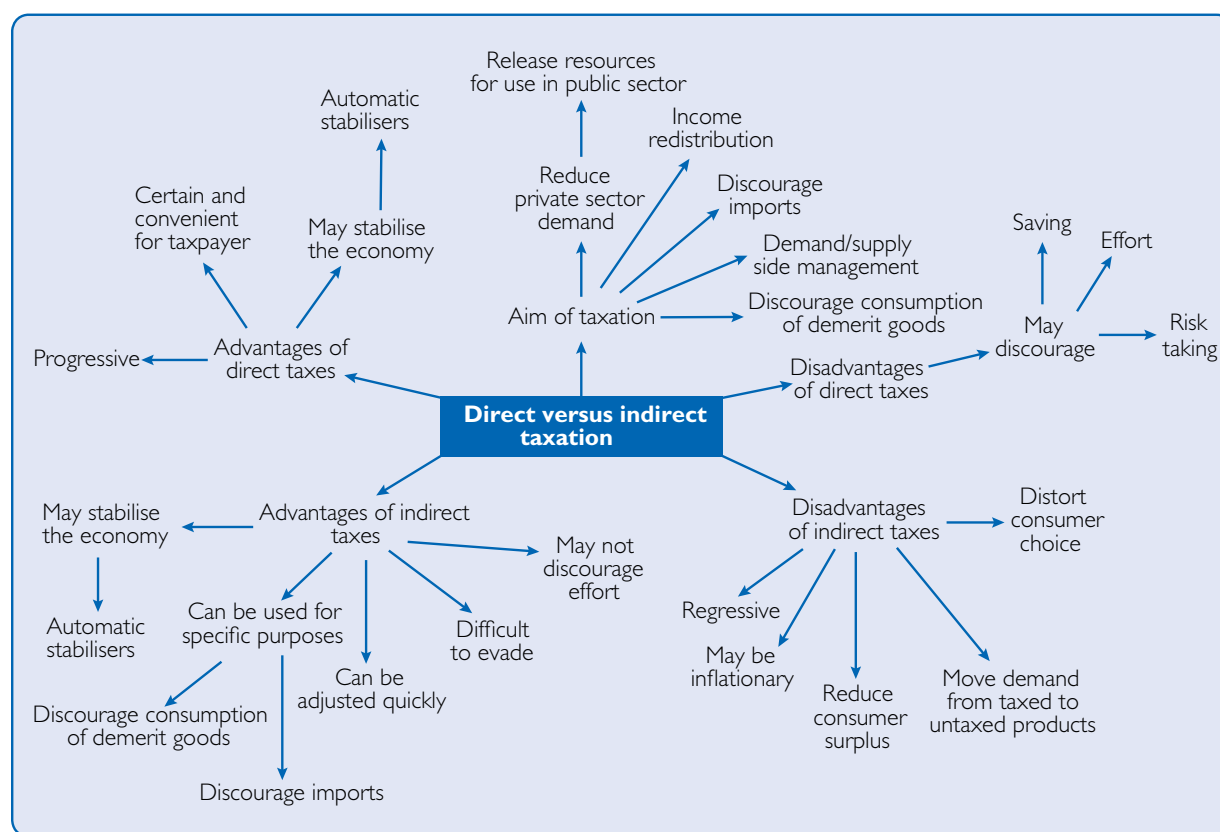 Release resources
for use in public sector
Automatic
stabilisers
Income
redistribution
Certain and
convenient
for taxpayer
May stabilise
the economy
Reduce
private sector
demand
Discourage
imports
Saving
Effort
Demand/supply
side management
Aim of taxation
Discourage consumption
of demerit goods
May
discourage
Risk
taking
Progressive
Advantages of
direct taxes
Disadvantages
of direct taxes
Direct versus indirect
taxation
May stabilise
the economy
Advantages of indirect
taxes
Disadvantages
of indirect taxes
Distort
consumer
choice
May not
discourage
effort
Automatic
stabilisers
Can be used for
specific purposes
Difficult
to evade
Regressive
Can be
adjusted quickly
May be
inflationary
Reduce
consumer
surplus
Move demand
from taxed to
untaxed products
Discourage consumption
of demerit goods
Discourage imports